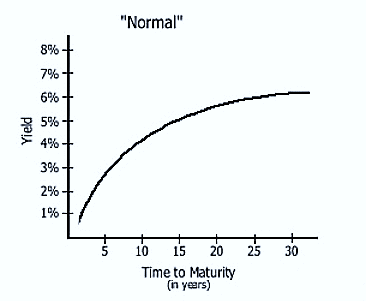 "Normal"
8%
7%
6%
5%
4%
3%
2%
1%
Yield
5 10 15 20 25 30
Time to Maturity
(in years)